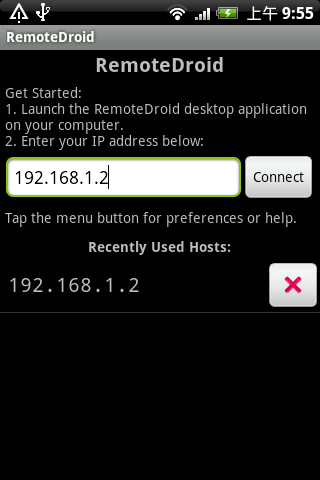 上午 9:55
RemoteDroid
RemoteDroid
Get Started:
1. Launch the RemoteDroid desktop application
on your computer.
2. Enter your IP address below:
192.168.1.2
Connect
Tap the menu button for preferences or help.
Recently Used Hosts:
192.168.1.2